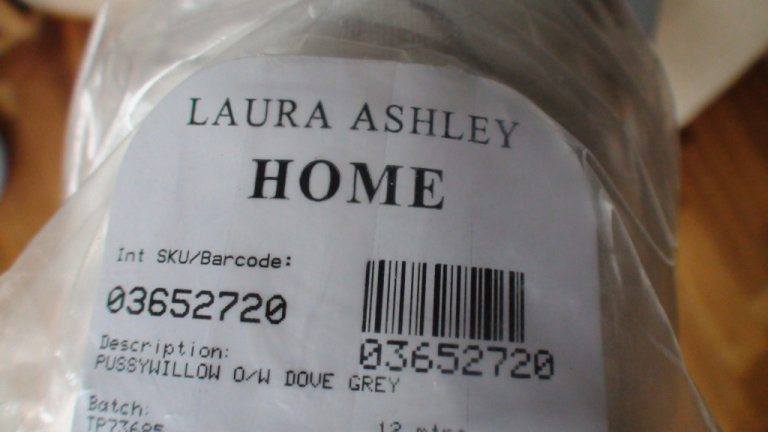 LAURA ASHLEY
HOME
Int SKU/Barcode:
03652720
03652720
Description:
PUSSYWILLOW O/W DOVE GREY
Batch: